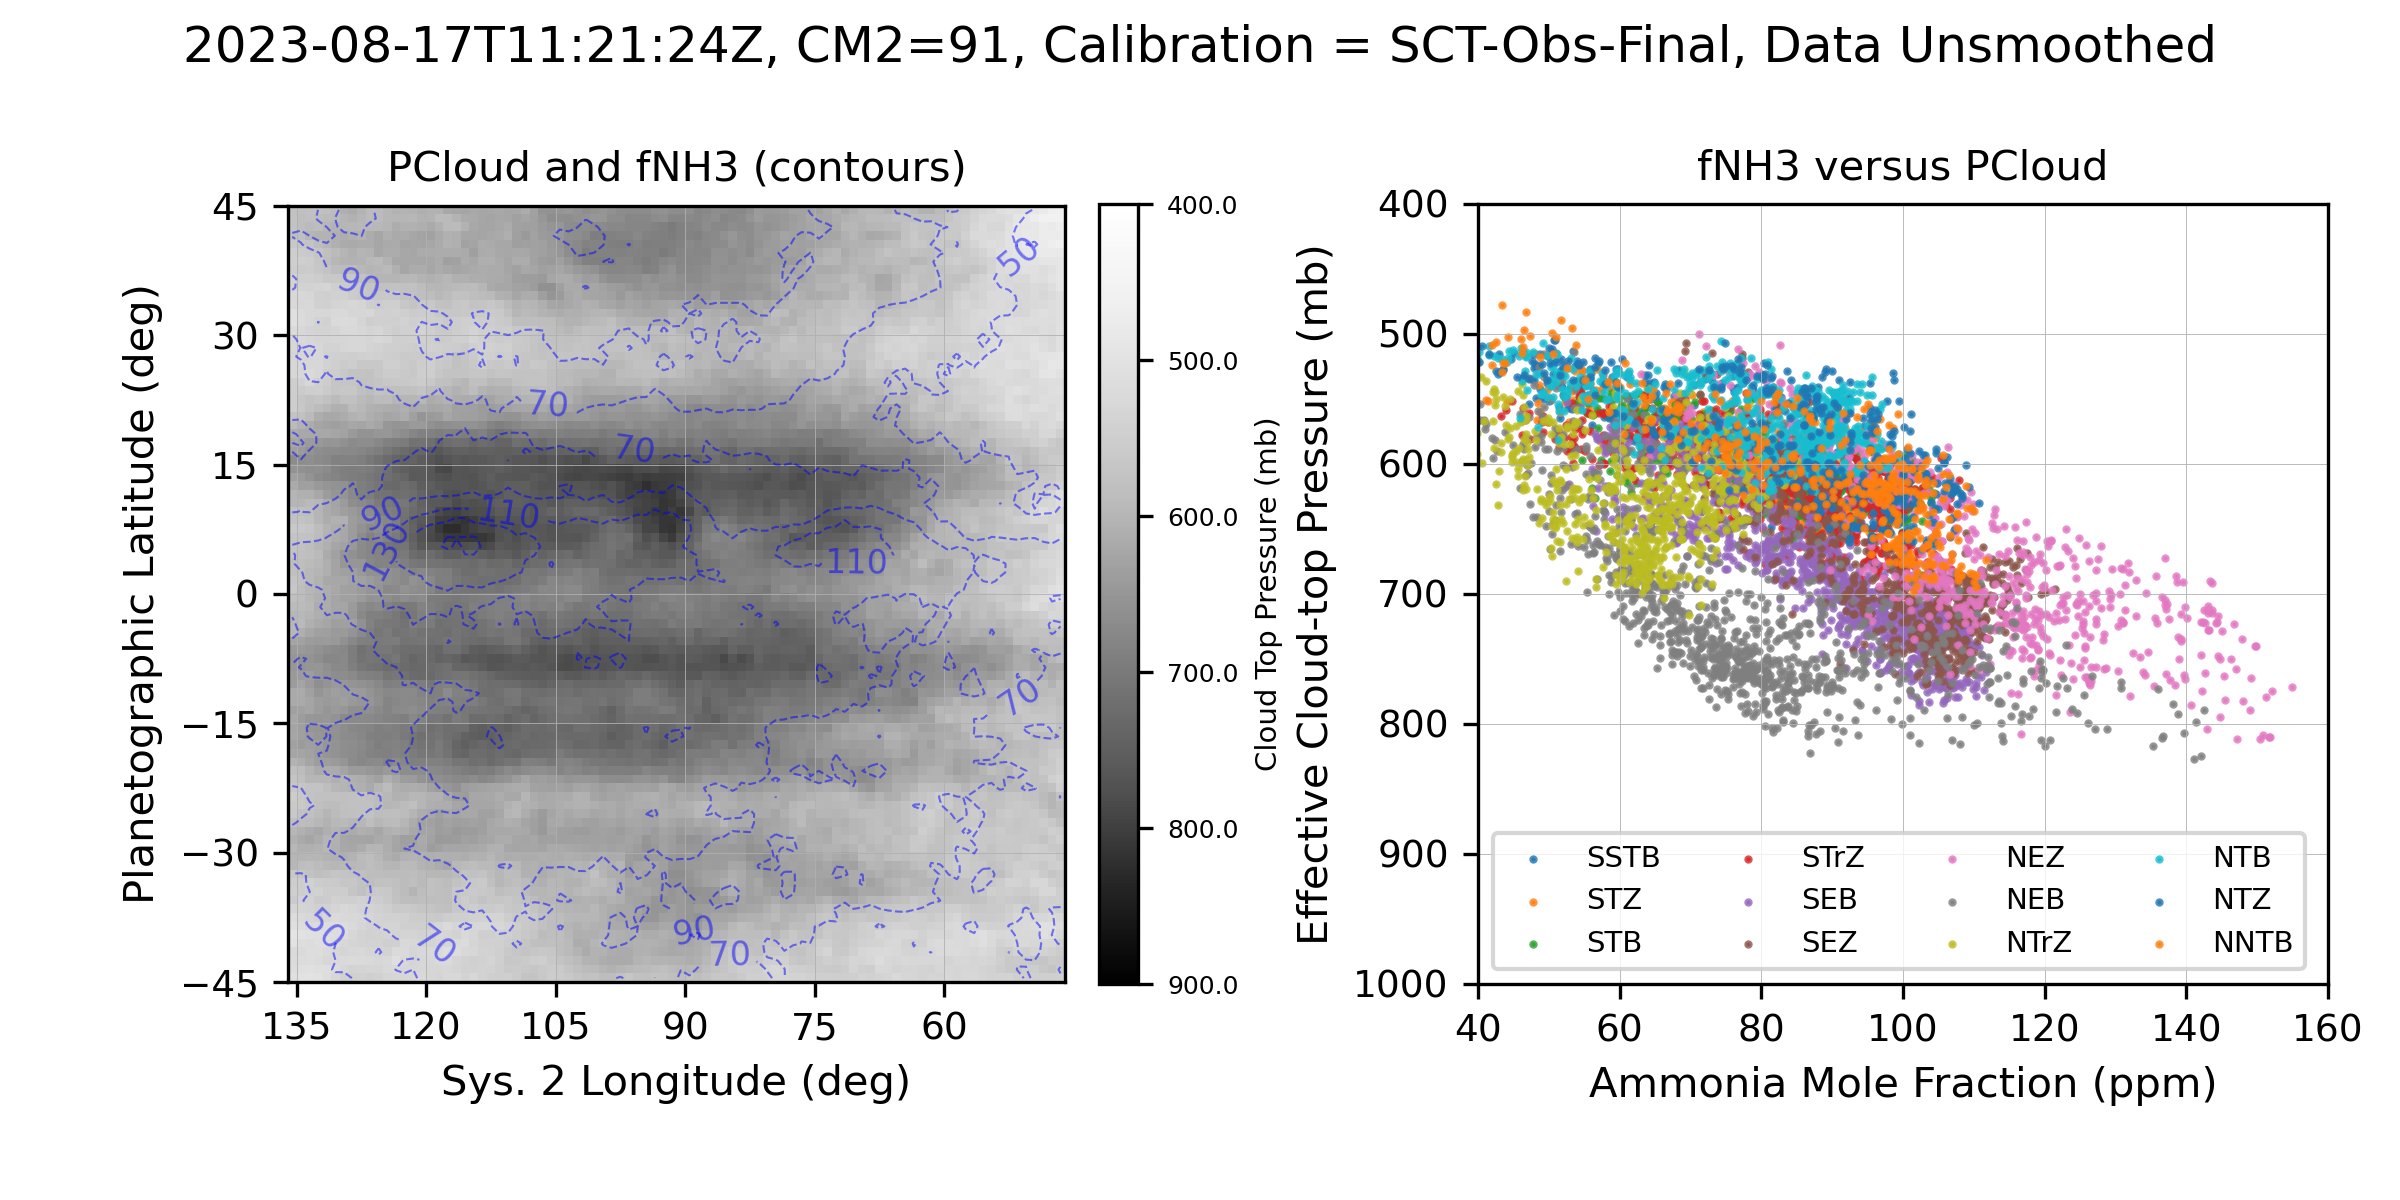 2023-08-17T11:21:24Z, CM2=91, Calibration = SCT-Obs-Final, Data Unsmoothed
PCloud and fNH3 (contours)
Planetographic Latitude (deg)
45
30
15
0
−15
−30
−45
135
120
105
90
75
60
Sys. 2 Longitude (deg)
50
90
70
70
90
110
130
110
70
50
70
90
70
400.0
500.0
600.0
700.0
800.0
900.0
Cloud Top Pressure (mb)
fNH3 versus PCloud
Effective Cloud-top Pressure (mb)
400
500
600
700
800
900
1000
SSTB
STZ
STB
STrZ
SEB
SEZ
NEZ
NEB
NTrZ
NTB
NTZ
NNTB
40
60
80
100
120
140
160
Ammonia Mole Fraction (ppm)